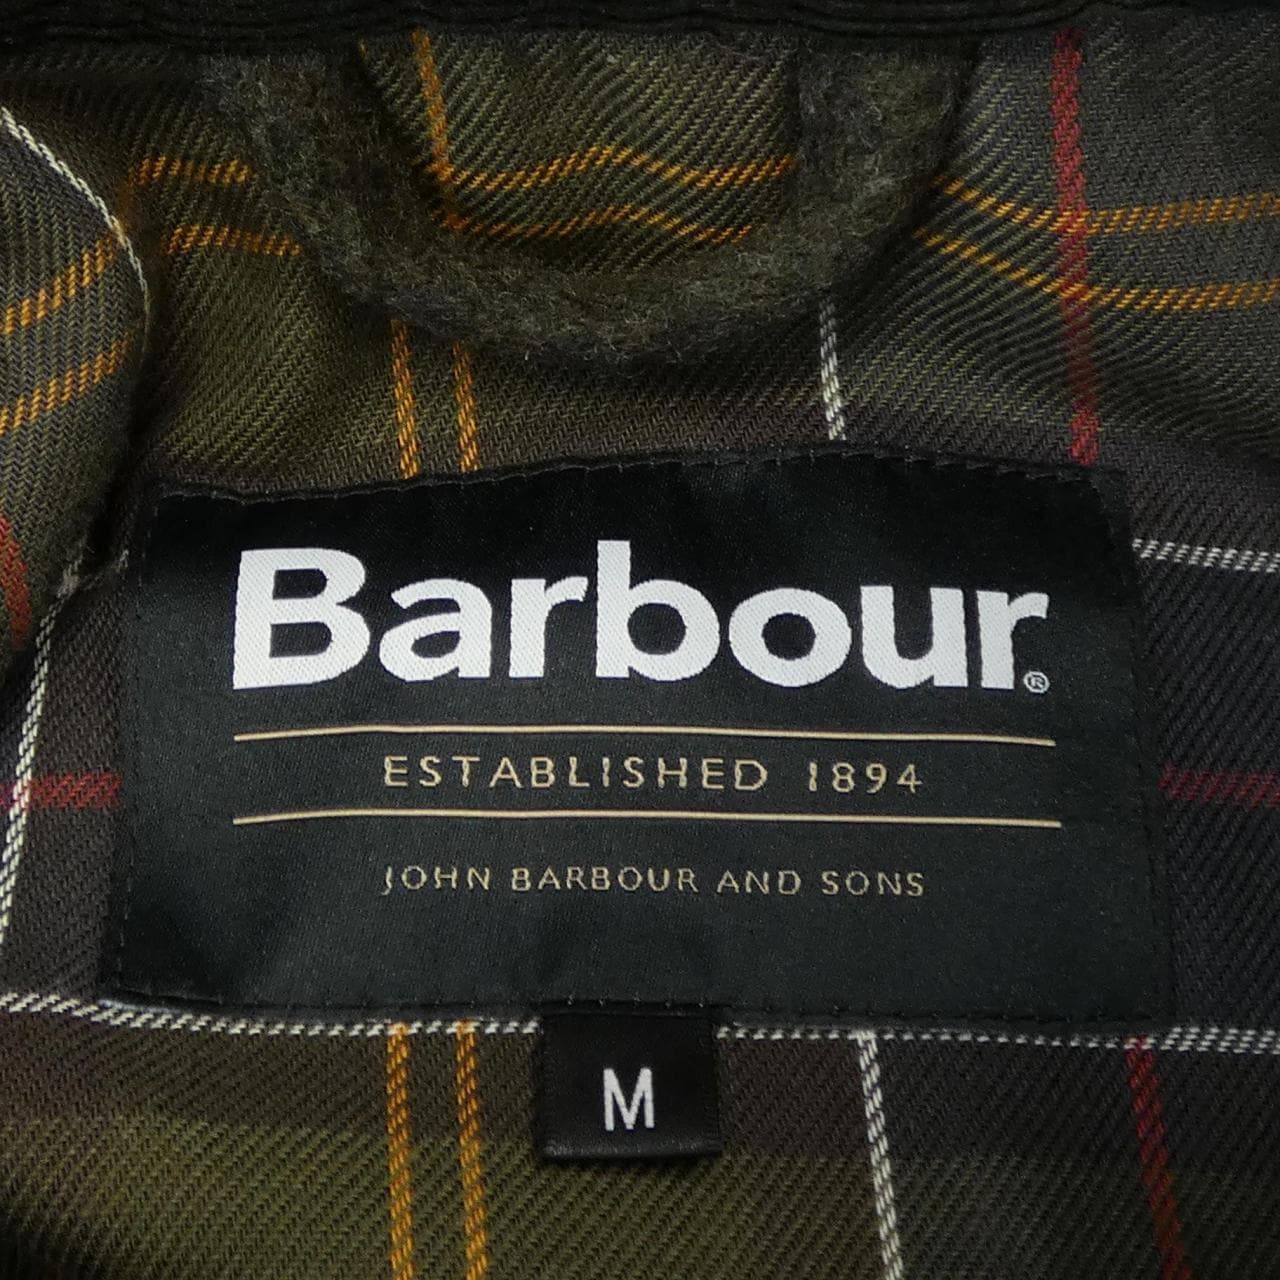 Barbour®
ESTABLISHED 1894
JOHN BARBOUR AND SONS
M